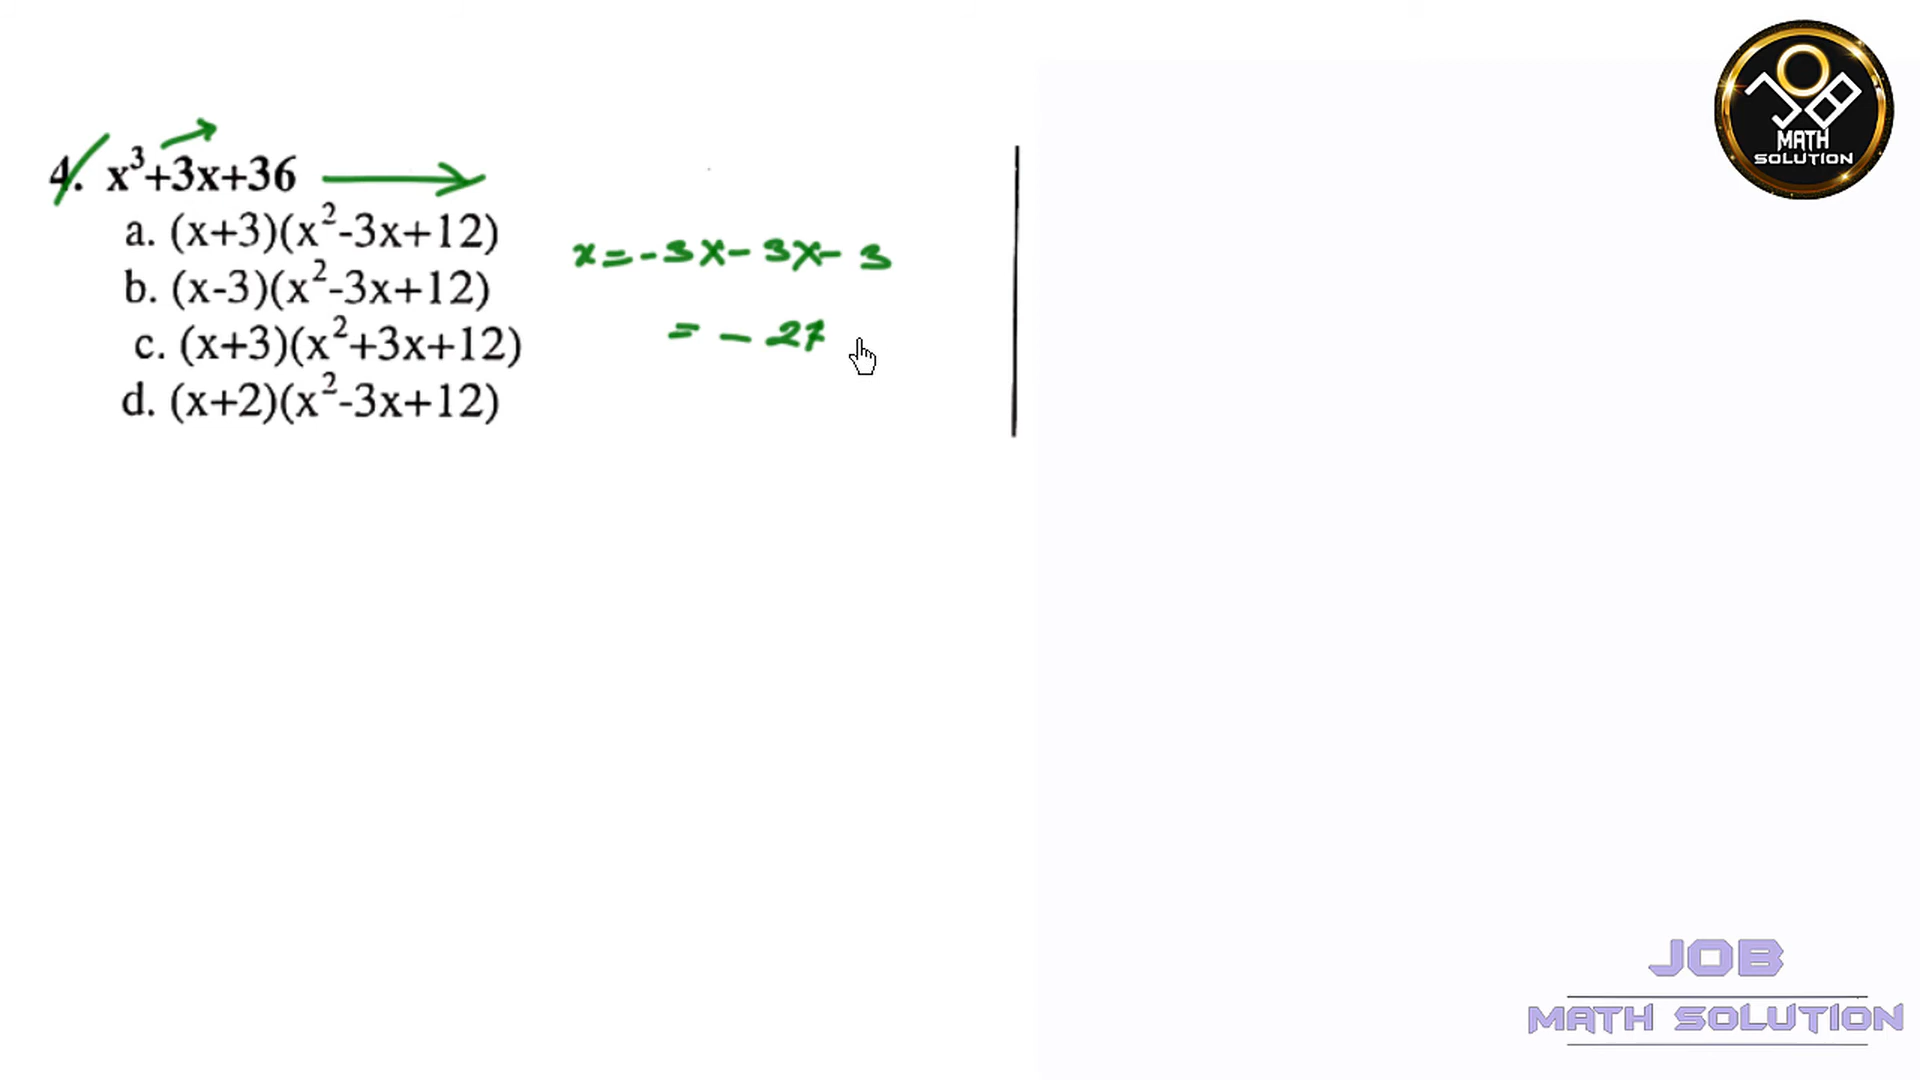 4. x³+3x+36
a. (x+3)(x²-3x+12)
b. (x-3)(x²-3x+12)
c. (x+3)(x²+3x+12)
d. (x+2)(x²-3x+12)
x=-3x-3x-3
= -27
JOB
MATH
SOLUTION
JOB
MATH SOLUTION